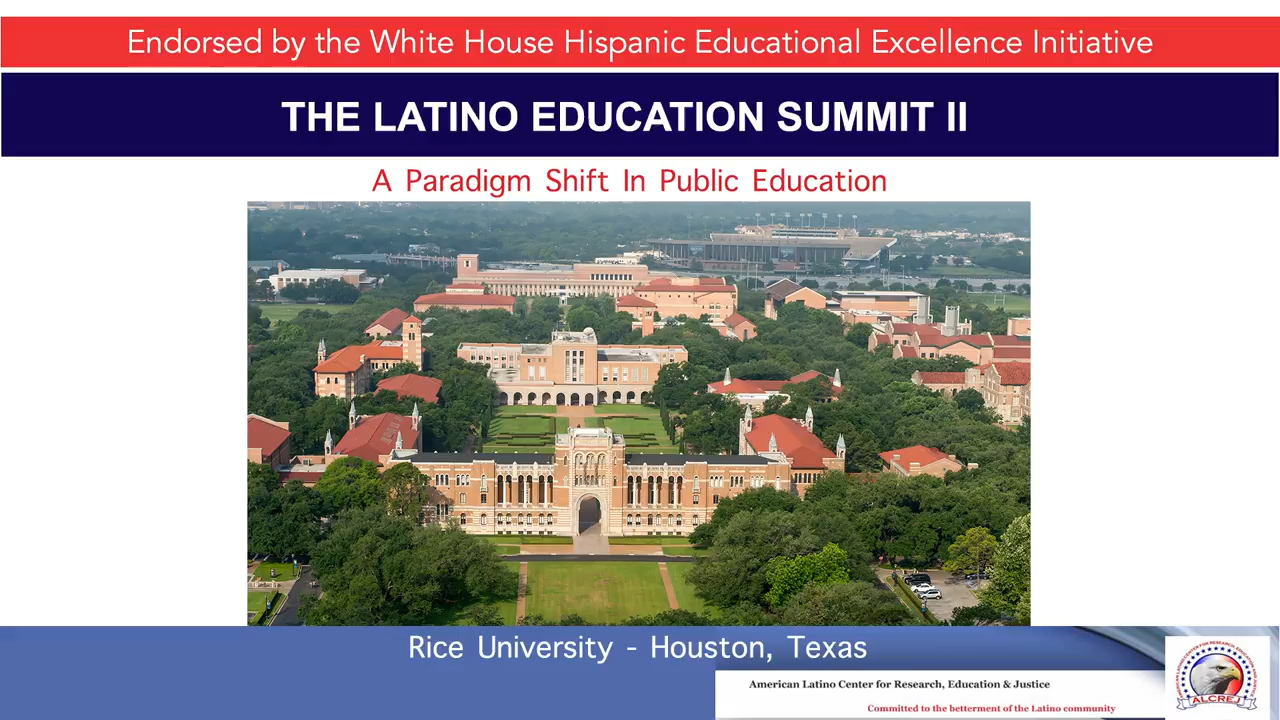 Endorsed by the White House Hispanic Educational Excellence Initiative
THE LATINO EDUCATION SUMMIT II
A Paradigm Shift In Public Education
Rice University - Houston, Texas
American Latino Center for Research, Education & Justice
Committed to the betterment of the Latino community
ALCREJ